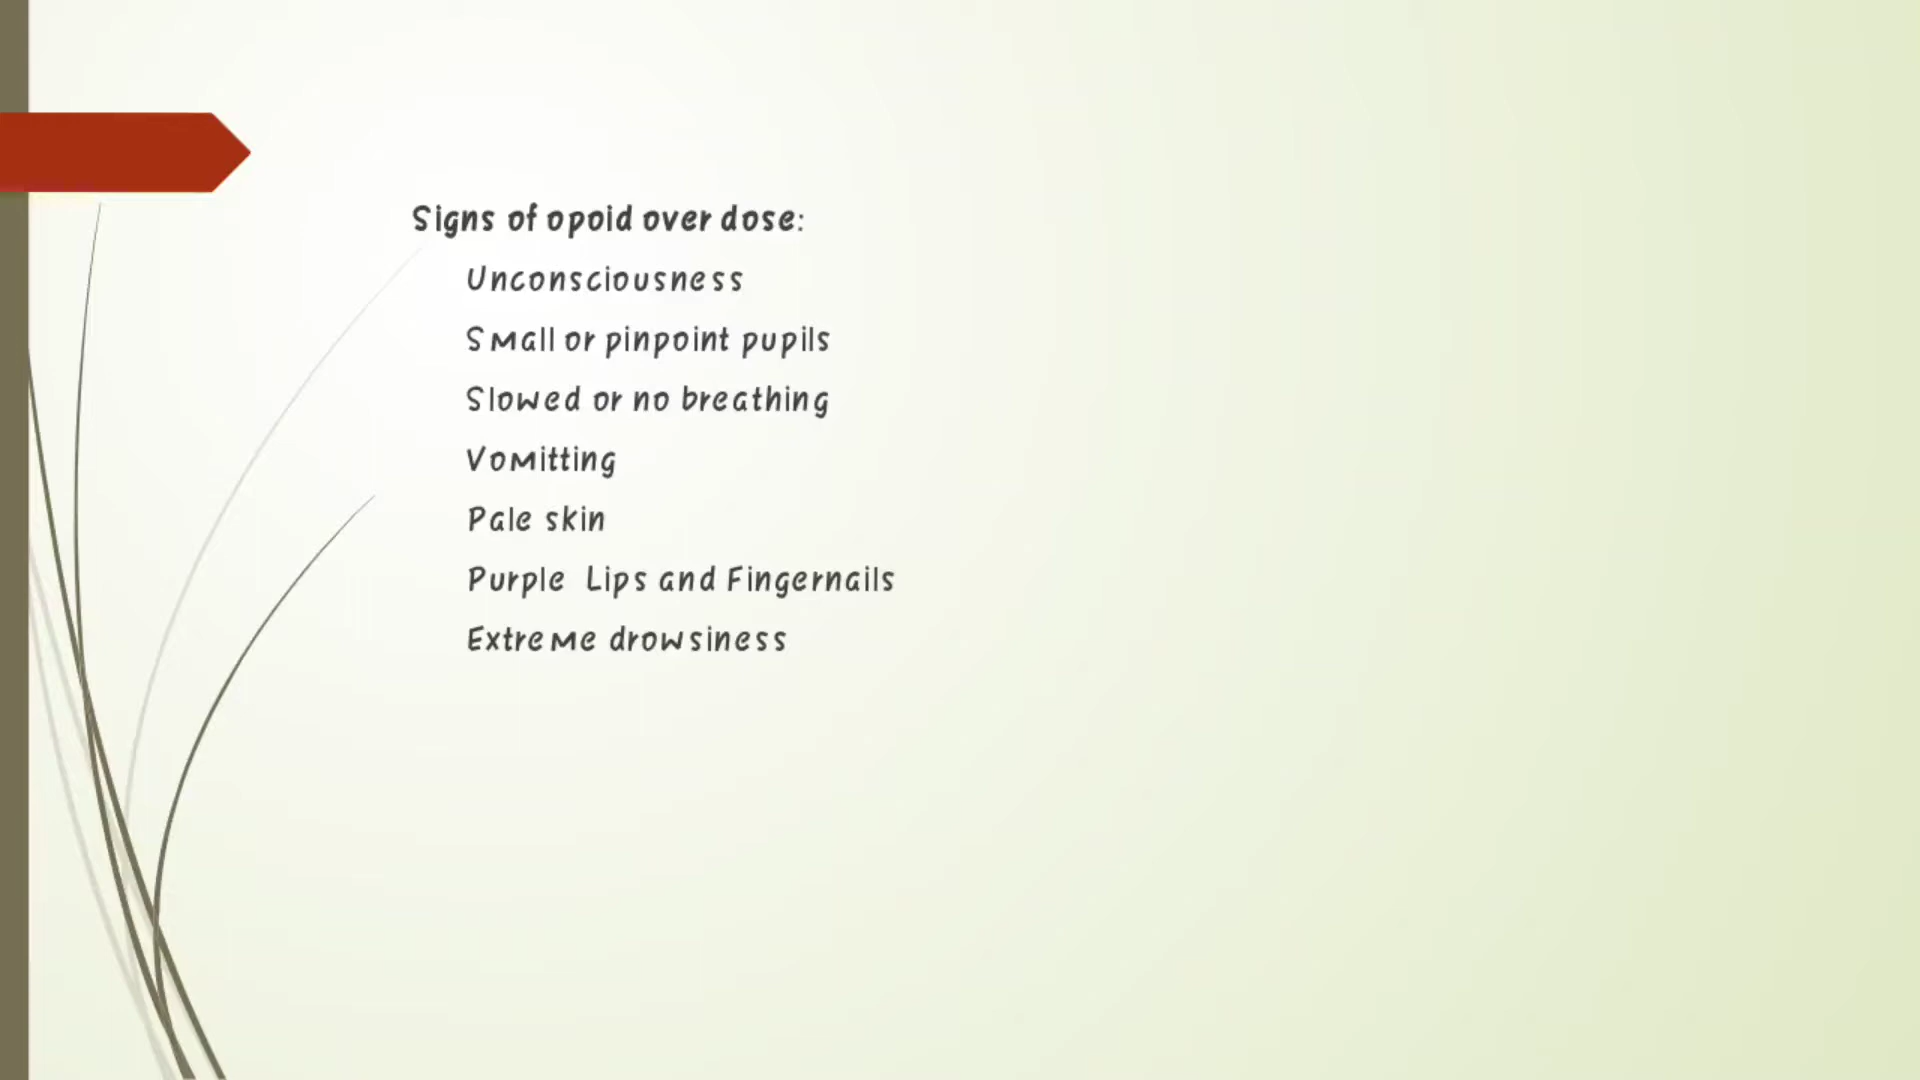 Signs of opoid over dose:
Unconsciousness
Small or pinpoint pupils
Slowed or no breathing
Vomitting
Pale skin
Purple Lips and Fingernails
Extreme drowsiness